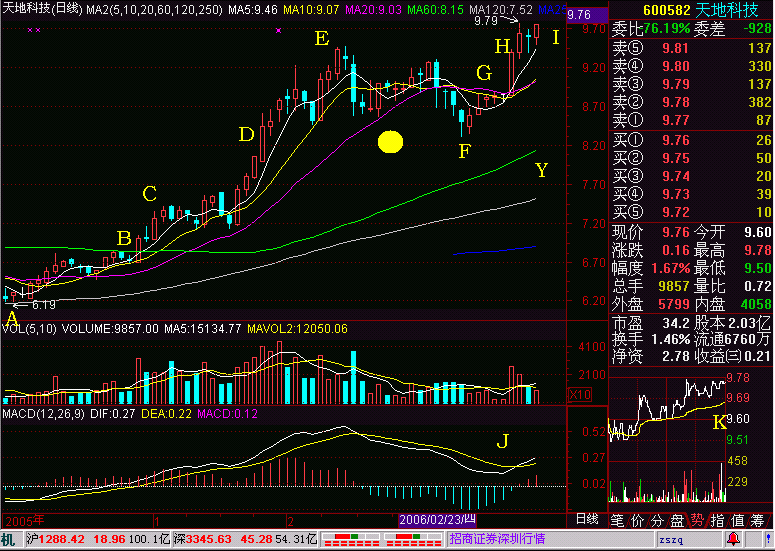 天地科技(日线) MA2(5,10,20,60,120,250) MA5:9.46 MA10:9.07 MA20:9.03 MA60:8.15 MA120:7.52
9.79
9.76
9.70
9.20
8.70
8.20
7.70
7.20
6.70
6.20
E
H
I
G
D
F
Y
C
B
A
6.19
VOL(5,10) VOLUME:9857.00 MA5:15134.77 MAVOL2:12050.06
4100
2100
X10
MACD(12,26,9) DIF:0.27 DEA:0.22 MACD:0.12
J
0.52
0.27
0.02
2005年
1
2
2006/02/23/四
日线
600582 天地科技
委比 76.19% 委差 -928
卖⑤ 9.81 137
卖④ 9.80 330
卖③ 9.79 137
卖② 9.78 382
卖① 9.77 87
买① 9.76 26
买② 9.75 50
买③ 9.74 20
买④ 9.73 39
买⑤ 9.72 10
现价 9.76 今开 9.60
涨跌 0.16 最高 9.78
幅度 1.67% 最低 9.50
总手 9857 量比 0.72
外盘 5799 内盘 4058
市盈 34.2 股本 2.03亿
换手 1.46% 流通 6760万
净资 2.78 收益㈢ 0.21
9.78
9.69
9.60
9.51
458
229
K
笔 价 分 盘 势 指 值 筹
机 沪1288.42 18.96 100.1亿 深3345.63 45.28 54.31亿 招商证券深圳行情 zszq